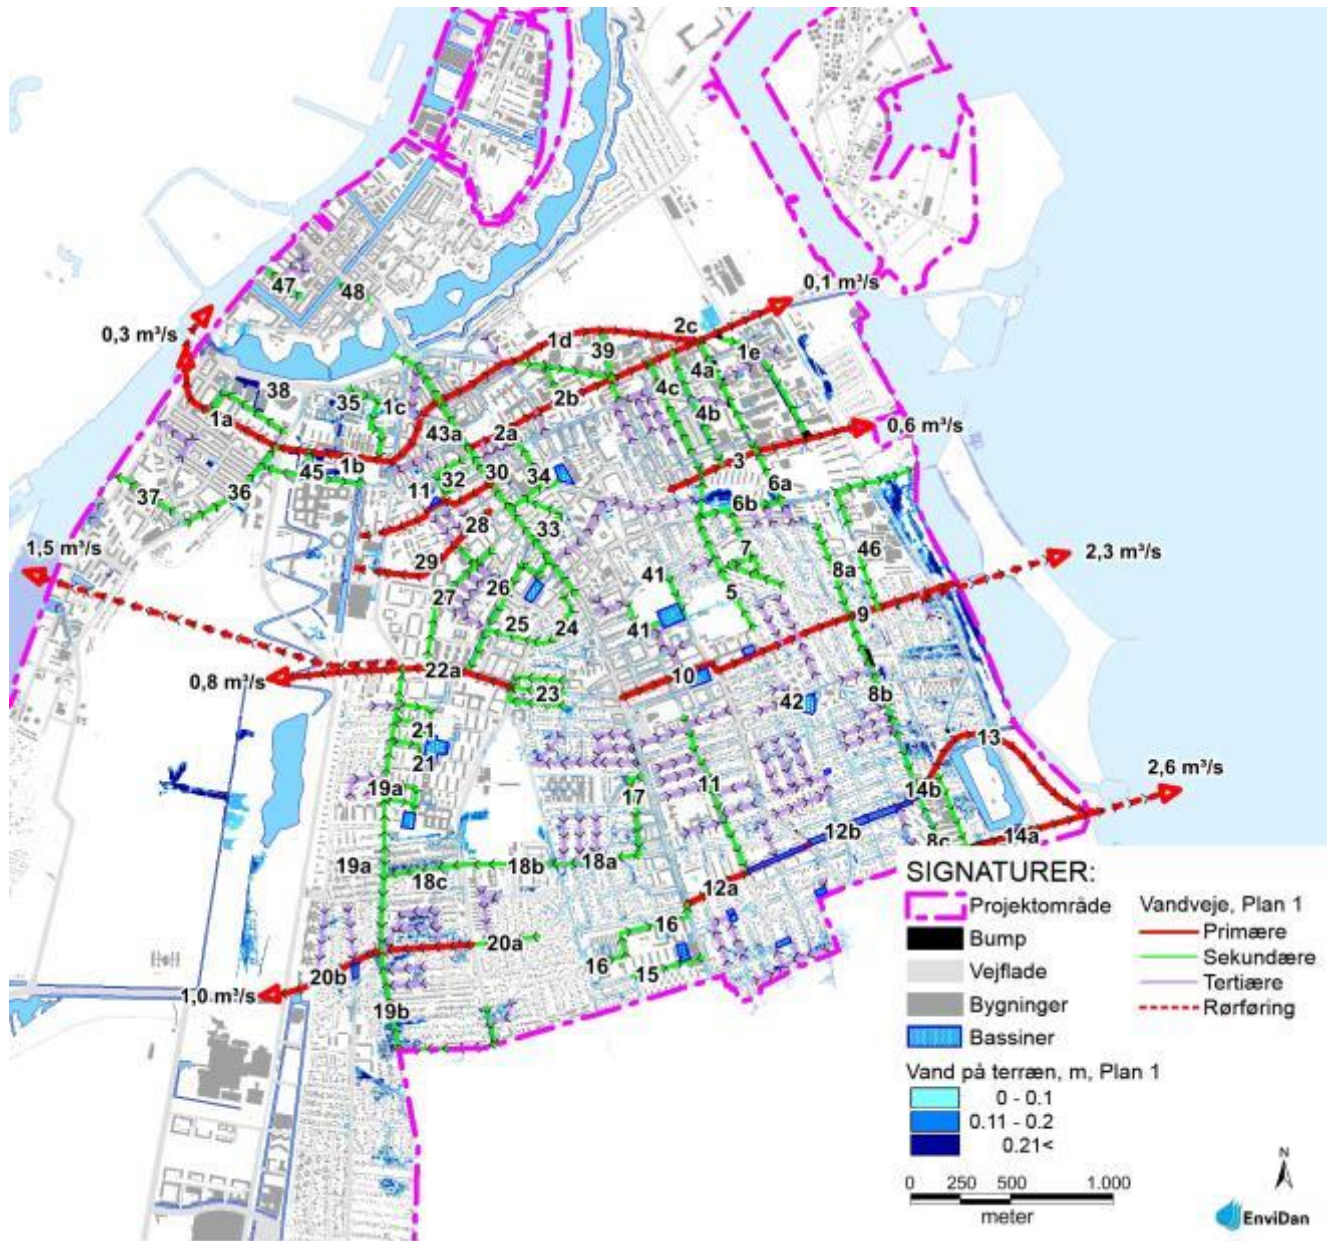 0,1 m³/s
0,3 m³/s
47
48
2c
1d
39
1e
4a
4c
38
35
1c
2b
4b
1a
43a
2a
0,6 m³/s
45
1b
32
30
34
3
37
36
11
6a
6b
33
28
1,5 m³/s
29
7
46
2,3 m³/s
26
41
8a
27
5
25
24
41
9
0,8 m³/s
22a
10
23
42
8b
21
13
21
2,6 m³/s
19a
17
11
14b
12b
8c
14a
19a
18b
18a
18c
12a
16
20a
16
15
20b
1,0 m³/s
19b
SIGNATURER:
Projektområde
Bump
Vejflade
Bygninger
Bassiner
Vandveje, Plan 1
Primære
Sekundære
Tertiære
Rørføring
Vand på terræn, m, Plan 1
0 - 0.1
0.11 - 0.2
0.21<
0 250 500 1.000
meter
N
EnviDan